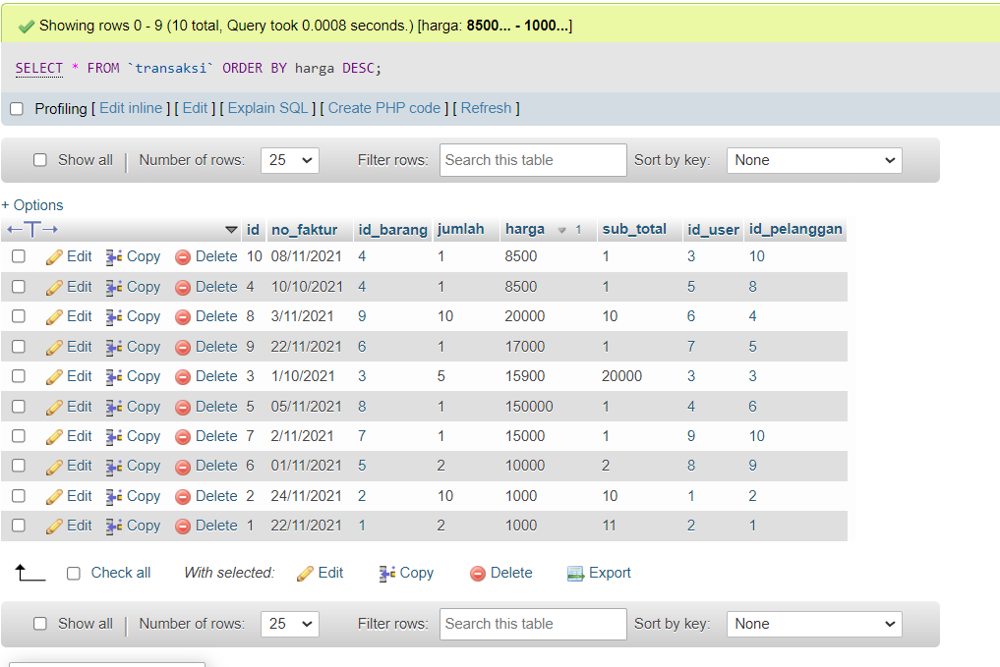 Showing rows 0 - 9 (10 total, Query took 0.0008 seconds.) [harga: 8500... - 1000...]
SELECT * FROM `transaksi` ORDER BY harga DESC;
Profiling [ Edit inline ] [ Edit ] [ Explain SQL ] [ Create PHP code ] [ Refresh ]
Show all | Number of rows: 25 Filter rows: Search this table Sort by key: None
+ Options
←T→ id no_faktur id_barang jumlah harga 1 sub_total id_user id_pelanggan
Edit Copy Delete 10 08/11/2021 4 1 8500 1 3 10
Edit Copy Delete 4 10/10/2021 4 1 8500 1 5 8
Edit Copy Delete 8 3/11/2021 9 10 20000 10 6 4
Edit Copy Delete 9 22/11/2021 6 1 17000 1 7 5
Edit Copy Delete 3 1/10/2021 3 5 15900 20000 3 3
Edit Copy Delete 5 05/11/2021 8 1 150000 1 4 6
Edit Copy Delete 7 2/11/2021 7 1 15000 1 9 10
Edit Copy Delete 6 01/11/2021 5 2 10000 2 8 9
Edit Copy Delete 2 24/11/2021 2 10 1000 10 1 2
Edit Copy Delete 1 22/11/2021 1 2 1000 11 2 1
Check all With selected: Edit Copy Delete Export
Show all | Number of rows: 25 Filter rows: Search this table Sort by key: None